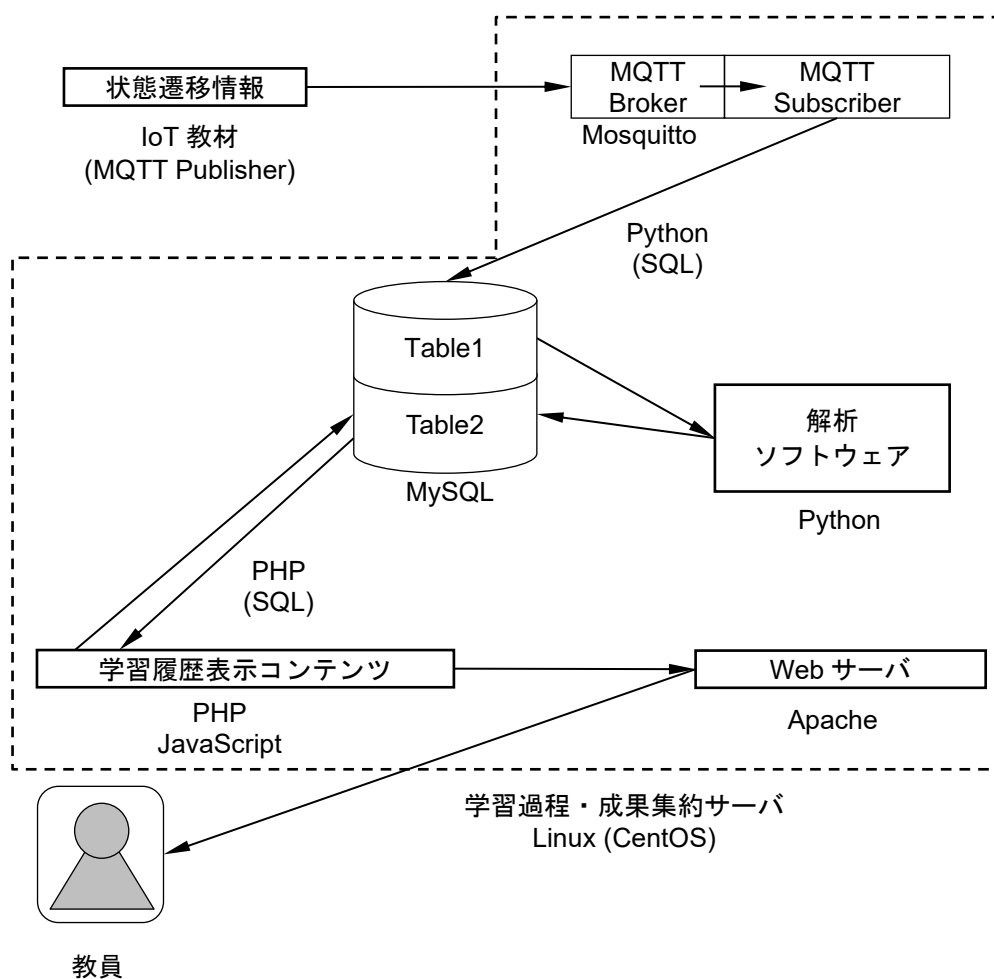 状態遷移情報
IoT 教材
(MQTT Publisher)
MQTT
Broker
MQTT
Subscriber
Mosquitto
Python
(SQL)
Table1
Table2
MySQL
解析
ソフトウェア
Python
PHP
(SQL)
学習履歴表示コンテンツ
PHP
JavaScript
Web サーバ
Apache
学習過程・成果集約サーバ
Linux (CentOS)
教員